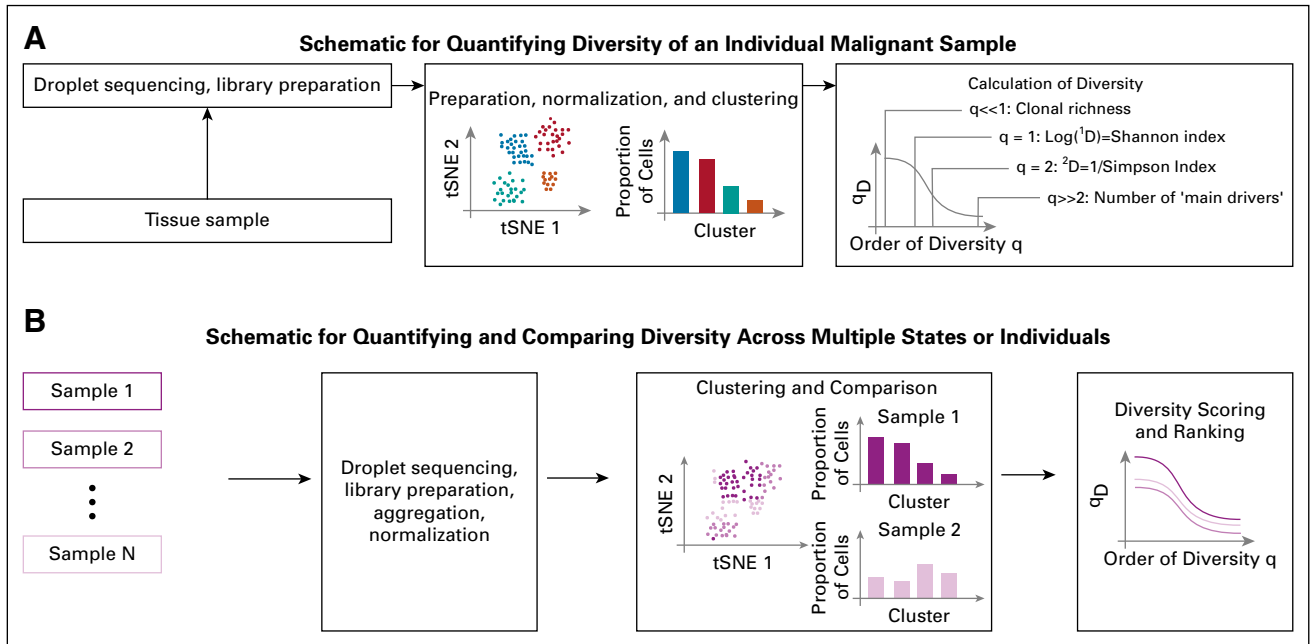 A
Schematic for Quantifying Diversity of an Individual Malignant Sample
Droplet sequencing, library preparation
Tissue sample
Preparation, normalization, and clustering
tSNE 2
tSNE 1
Proportion
of Cells
Cluster
Calculation of Diversity
q<<1: Clonal richness
q = 1: Log(¹D)=Shannon index
q = 2: ²D=1/Simpson Index
q>>2: Number of 'main drivers'
qD
Order of Diversity q
B
Schematic for Quantifying and Comparing Diversity Across Multiple States or Individuals
Sample 1
Sample 2
Sample N
Droplet sequencing,
library preparation,
aggregation,
normalization
Clustering and Comparison
tSNE 2
tSNE 1
Sample 1
Proportion
of Cells
Cluster
Sample 2
Proportion
of Cells
Cluster
Diversity Scoring
and Ranking
qD
Order of Diversity q